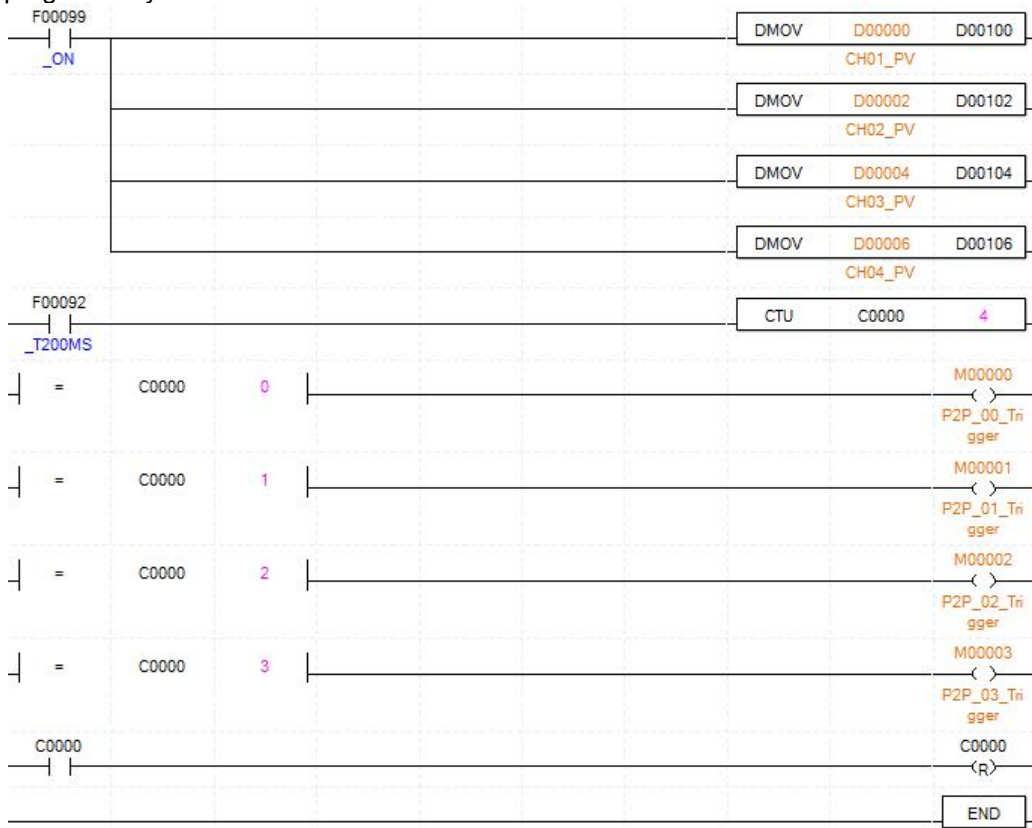 F00099
DMOV D00000 D00100
_ON
CH01_PV
DMOV D00002 D00102
CH02_PV
DMOV D00004 D00104
CH03_PV
DMOV D00006 D00106
CH04_PV
F00092
CTU C0000 4
_T200MS
= C0000 0
M00000
P2P_00_Tri
gger
= C0000 1
M00001
P2P_01_Tri
gger
= C0000 2
M00002
P2P_02_Tri
gger
= C0000 3
M00003
P2P_03_Tri
gger
C0000
C0000
R
END